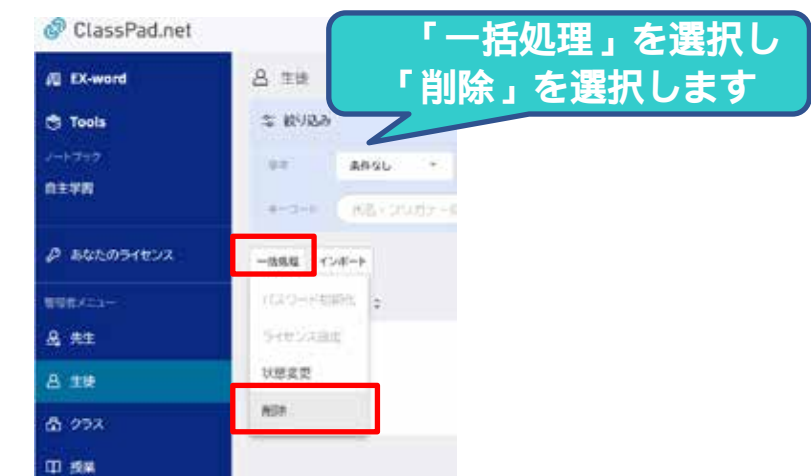 ClassPad.net
「一括処理」を選択し
「削除」を選択します
EX-word
Tools
ノートブック
自主学習
あなたのライセンス
管理者メニュー
先生
生徒
クラス
授業
生徒
絞り込み
条件なし
キーワード
一括処理 インポート
パスワード初期化
ライセンス設定
状態変更
削除